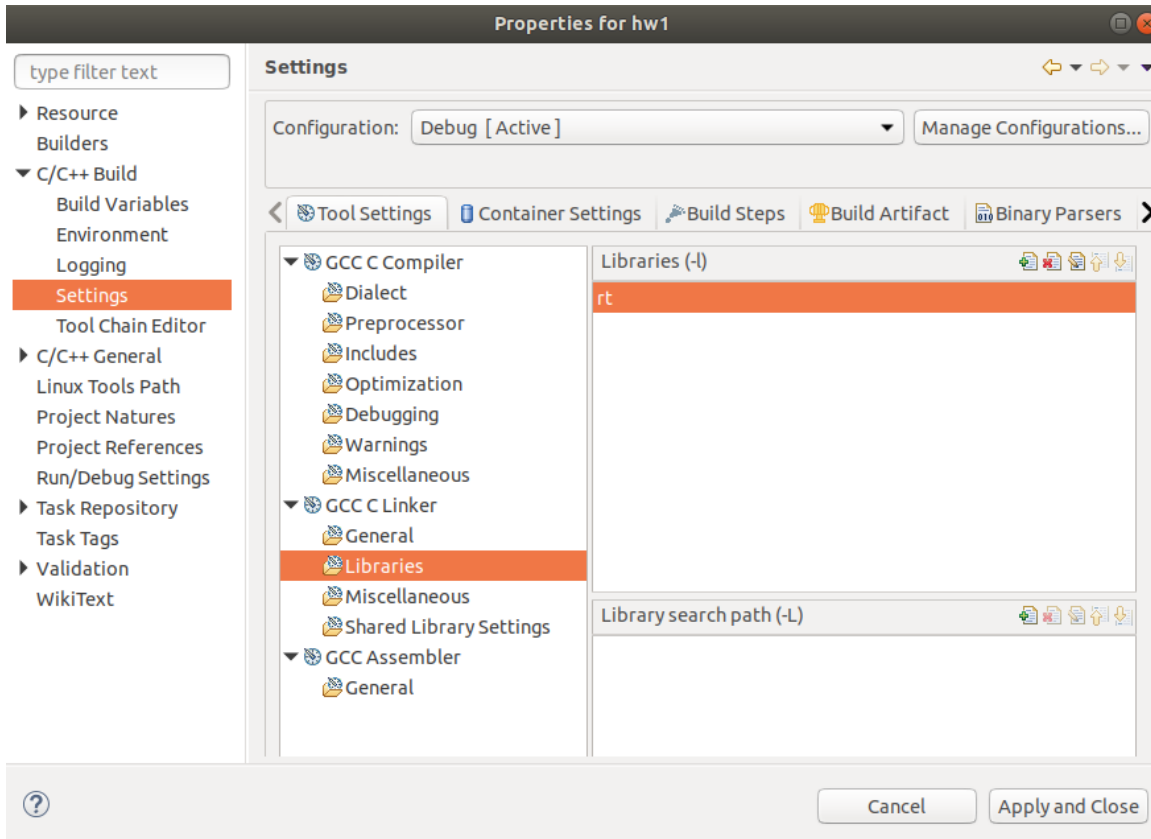 Properties for hw1
type filter text
Resource
Builders
C/C++ Build
Build Variables
Environment
Logging
Settings
Tool Chain Editor
C/C++ General
Linux Tools Path
Project Natures
Project References
Run/Debug Settings
Task Repository
Task Tags
Validation
WikiText
Settings
Configuration: Debug [ Active ] Manage Configurations...
Tool Settings Container Settings Build Steps Build Artifact Binary Parsers
GCC C Compiler
Dialect
Preprocessor
Includes
Optimization
Debugging
Warnings
Miscellaneous
GCC C Linker
General
Libraries
Miscellaneous
Shared Library Settings
GCC Assembler
General
Libraries (-l)
rt
Library search path (-L)
Cancel Apply and Close